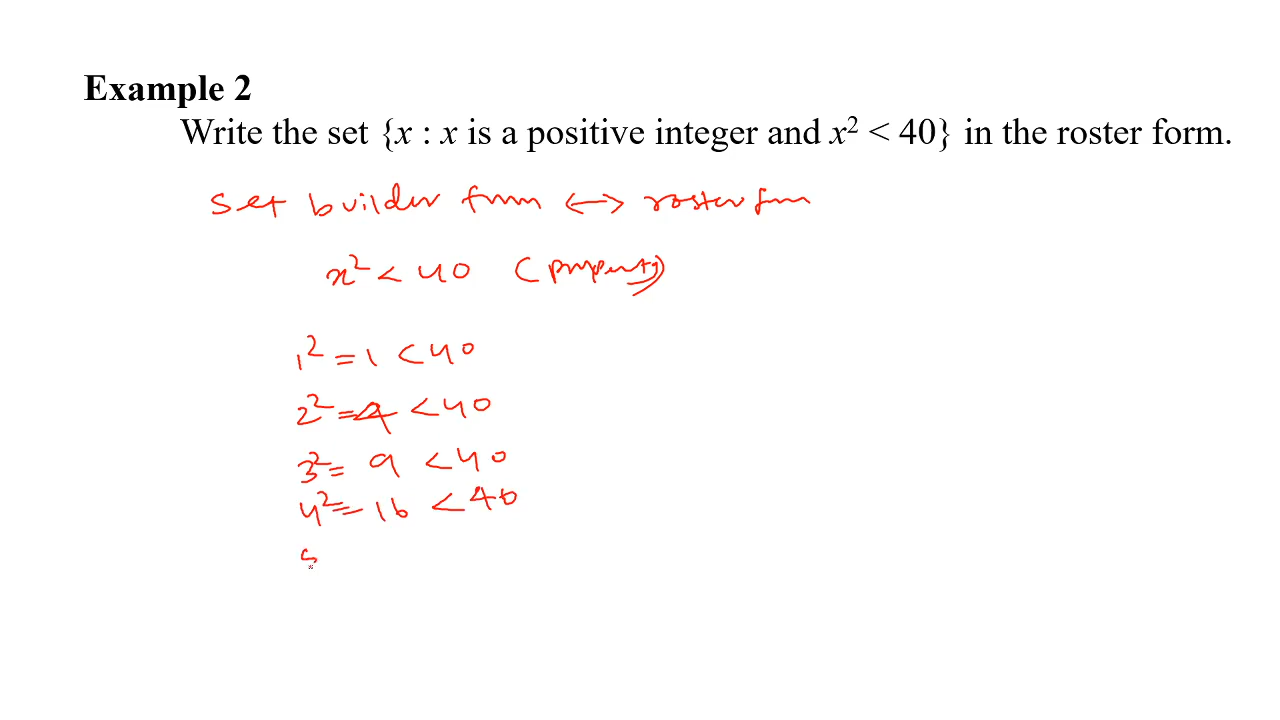 Example 2
Write the set {x : x is a positive integer and x² < 40} in the roster form.
Set builder form ↔ roster form
x² < 40 (property)
1² = 1 < 40
2² = 4 < 40
3² = 9 < 40
4² = 16 < 40
5